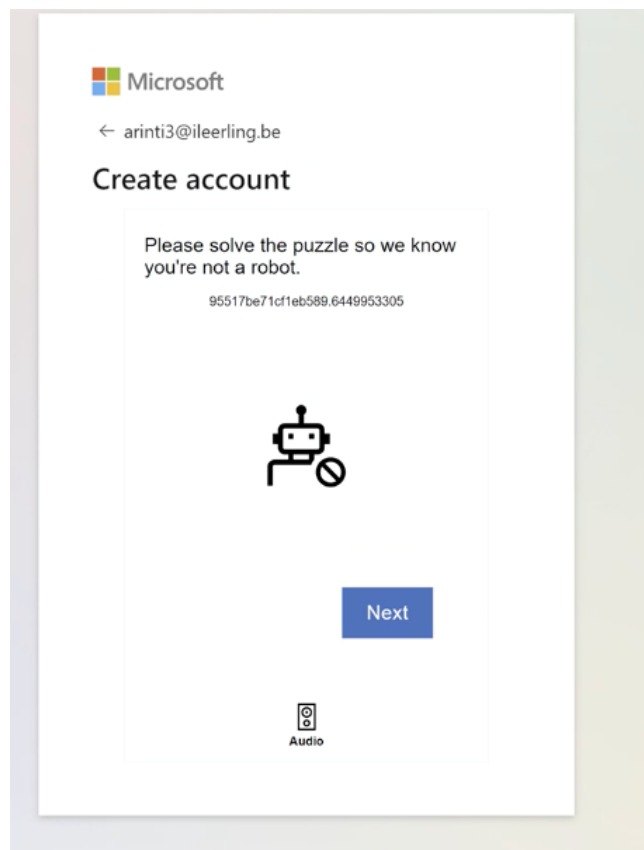 Microsoft
← arinti3@ileerling.be
Create account
Please solve the puzzle so we know
you're not a robot.
95517be71cf1eb589.6449953305
Next
Audio